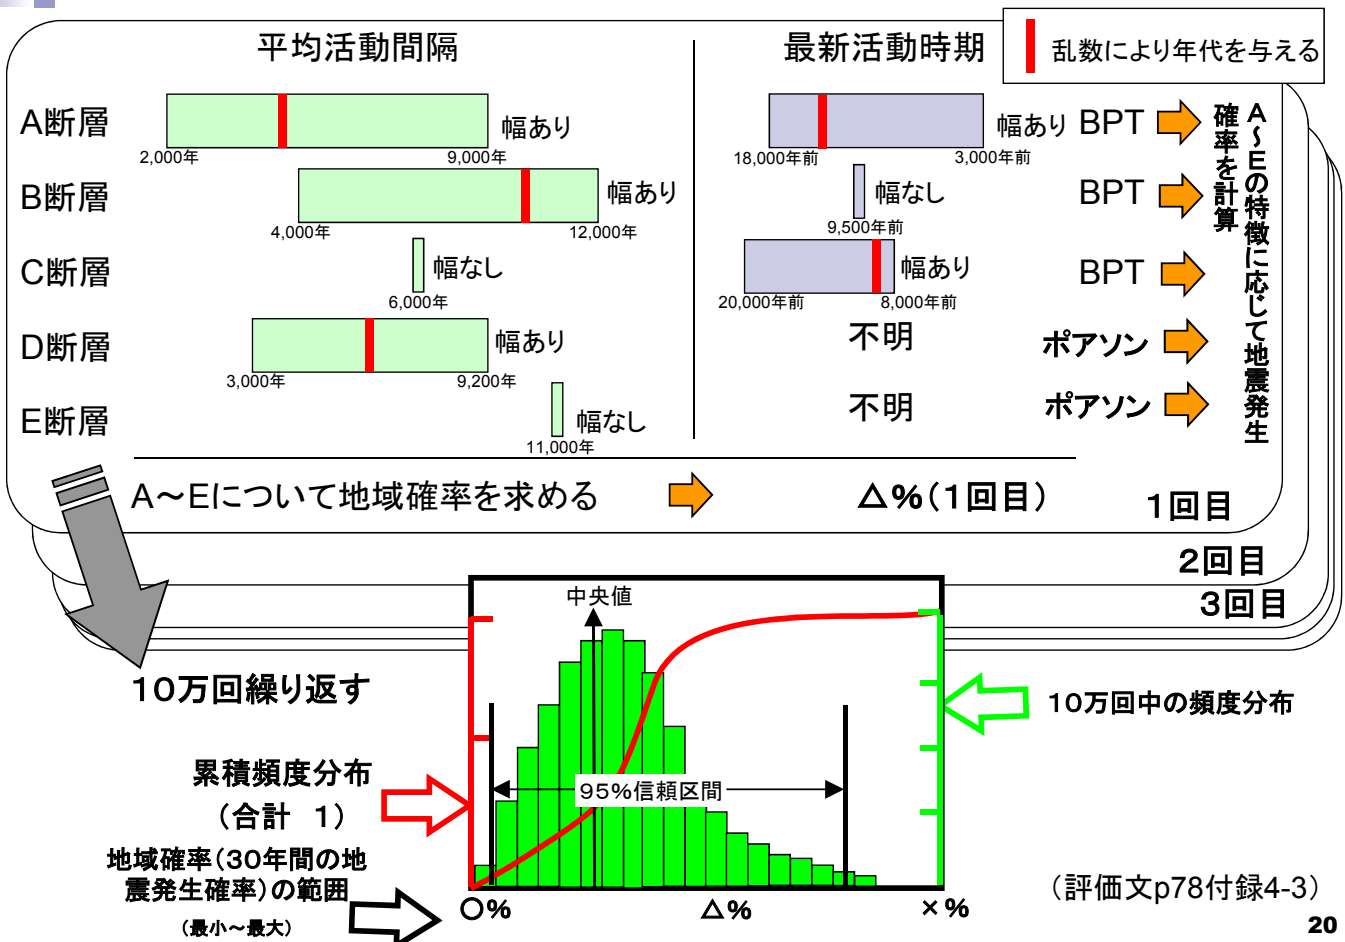 平均活動間隔
最新活動時期
乱数により年代を与える
A断層
2,000年
9,000年
幅あり
18,000年前
3,000年前
幅あり
BPT
B断層
4,000年
12,000年
幅あり
9,500年前
幅なし
BPT
C断層
6,000年
幅なし
20,000年前
8,000年前
幅あり
BPT
D断層
3,000年
9,200年
幅あり
不明
ポアソン
E断層
11,000年
幅なし
不明
ポアソン
A～Eの特徴に応じて地震発生
確率を計算
A～Eについて地域確率を求める
△%(1回目)
1回目
2回目
3回目
10万回繰り返す
中央値
95%信頼区間
10万回中の頻度分布
累積頻度分布
(合計 1)
地域確率(30年間の地
震発生確率)の範囲
(最小～最大)
○%
△%
×%
(評価文p78付録4-3)
20